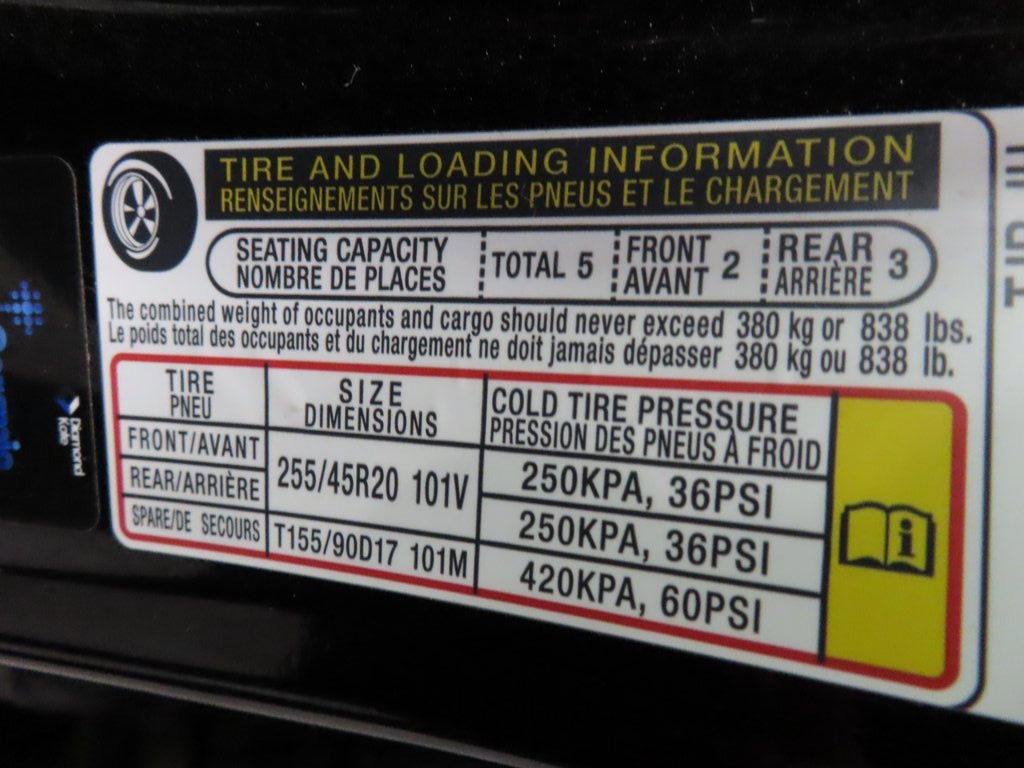 TIRE AND LOADING INFORMATION
RENSEIGNEMENTS SUR LES PNEUS ET LE CHARGEMENT
SEATING CAPACITY
NOMBRE DE PLACES
TOTAL 5
FRONT
AVANT 2
REAR
ARRIÈRE 3
The combined weight of occupants and cargo should never exceed 380 kg or 838 lbs.
Le poids total des occupants et du chargement ne doit jamais dépasser 380 kg ou 838 lb.
TIRE
PNEU
SIZE
DIMENSIONS
COLD TIRE PRESSURE
PRESSION DES PNEUS À FROID
FRONT/AVANT
255/45R20 101V
250KPA, 36PSI
REAR/ARRIÈRE
250KPA, 36PSI
SPARE/DE SECOURS
T155/90D17 101M
420KPA, 60PSI
Diamond
Kote